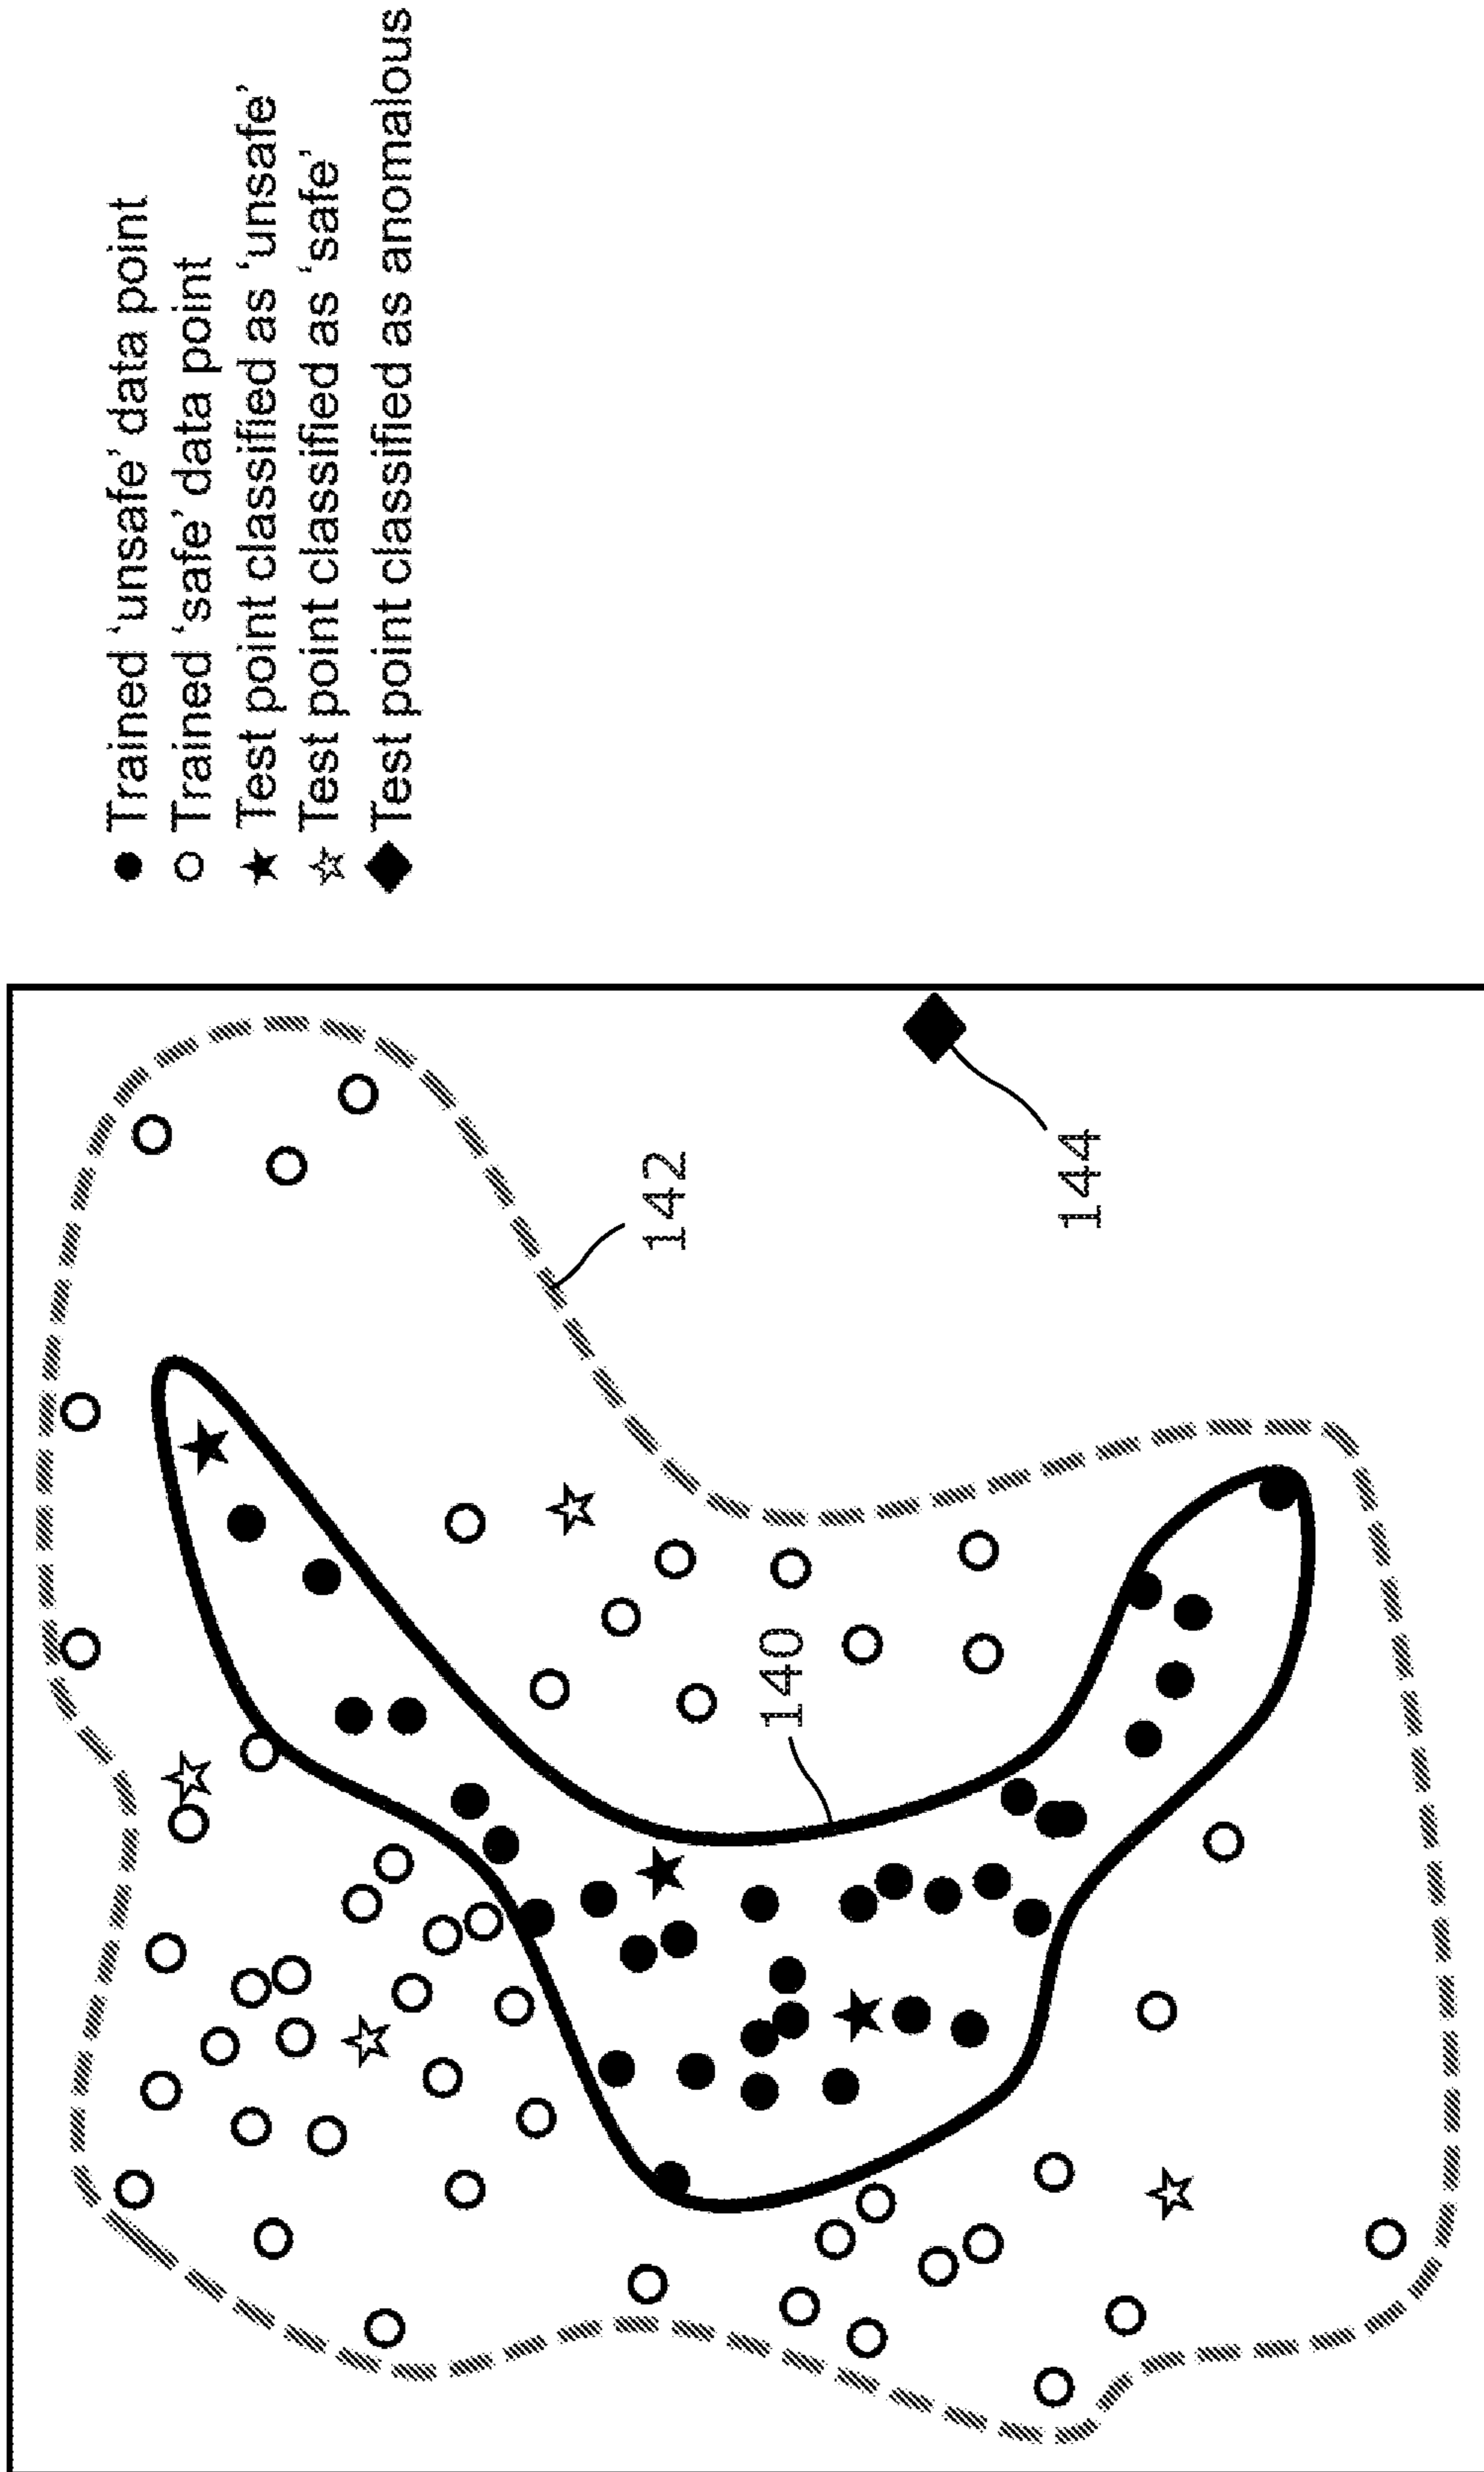 ● Trained ‘unsafe’ data point
○ Trained ‘safe’ data point
★ Test point classified as ‘unsafe’
☆ Test point classified as ‘safe’
◆ Test point classified as anomalous
142
140
144